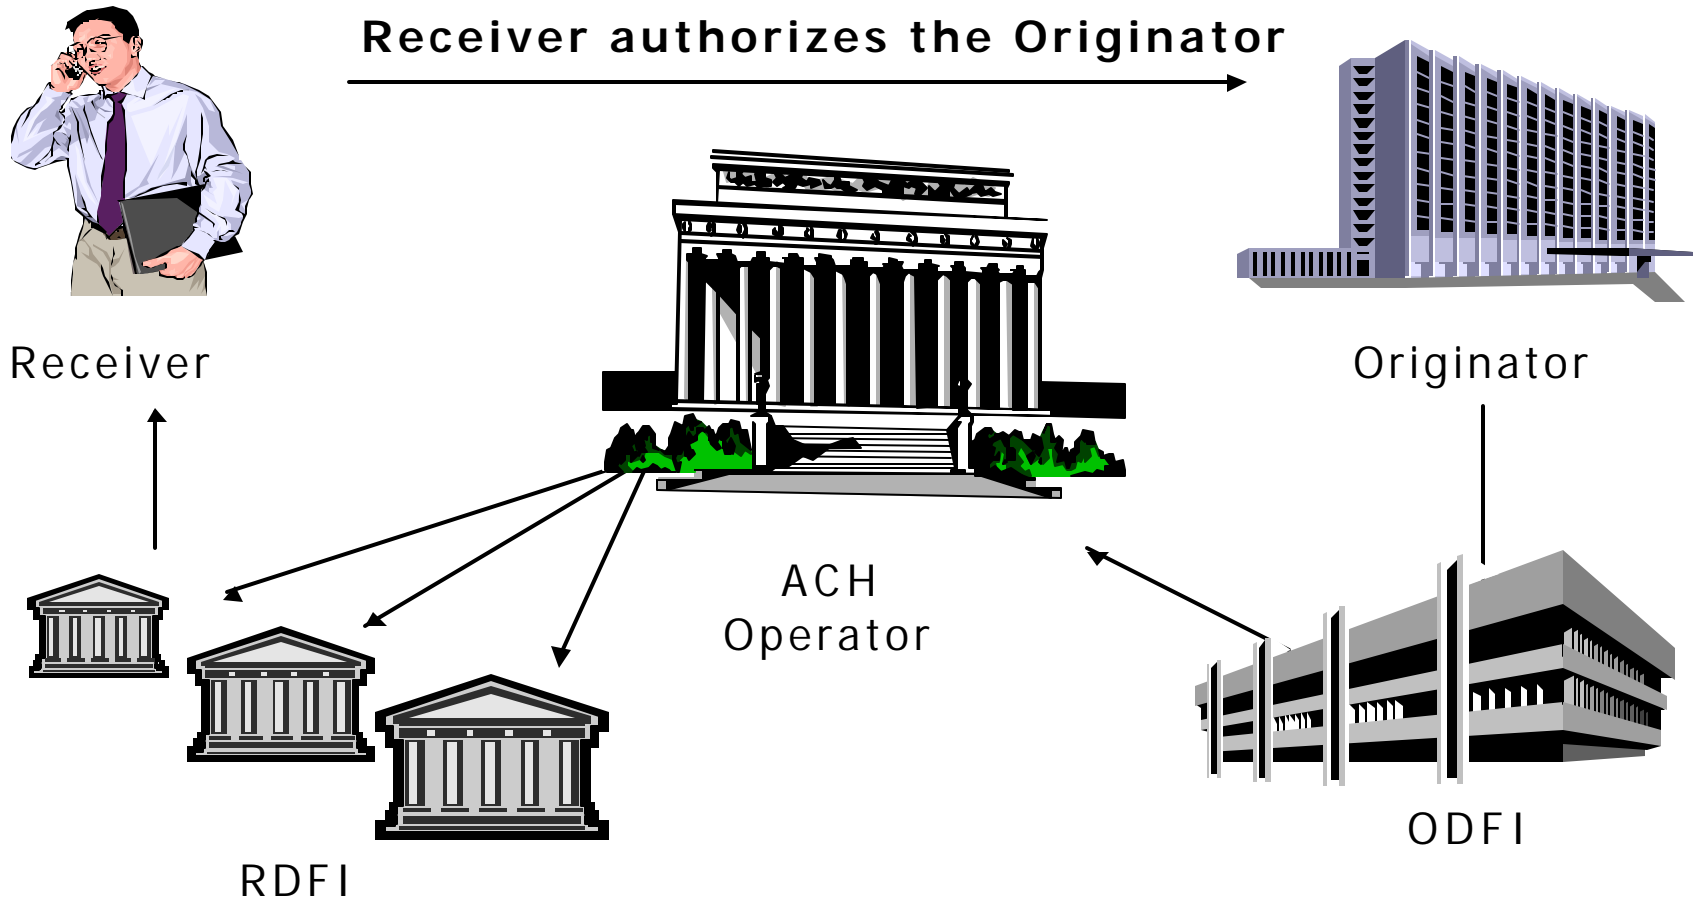 Receiver authorizes the Originator
Receiver
Originator
ACH
Operator
ODFI
RDFI